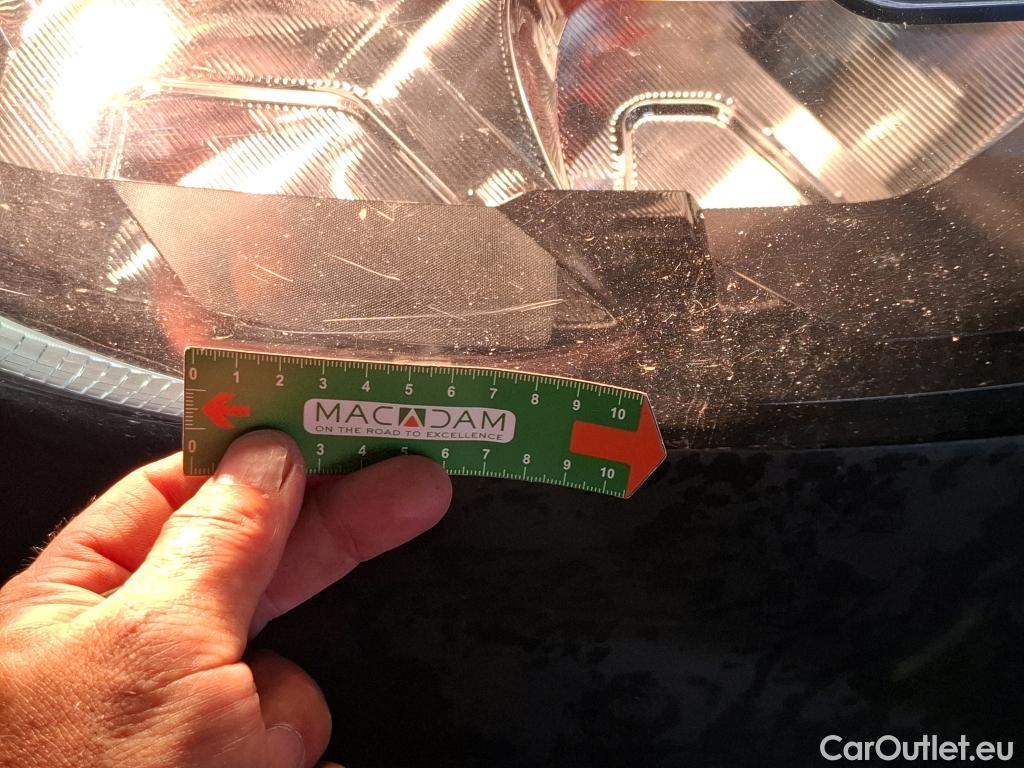 0 1 2 3 4 5 6 7 8 9 10
MACADAM
ON THE ROAD TO EXCELLENCE
0 3 4 5 6 7 8 9 10
CarOutlet.eu